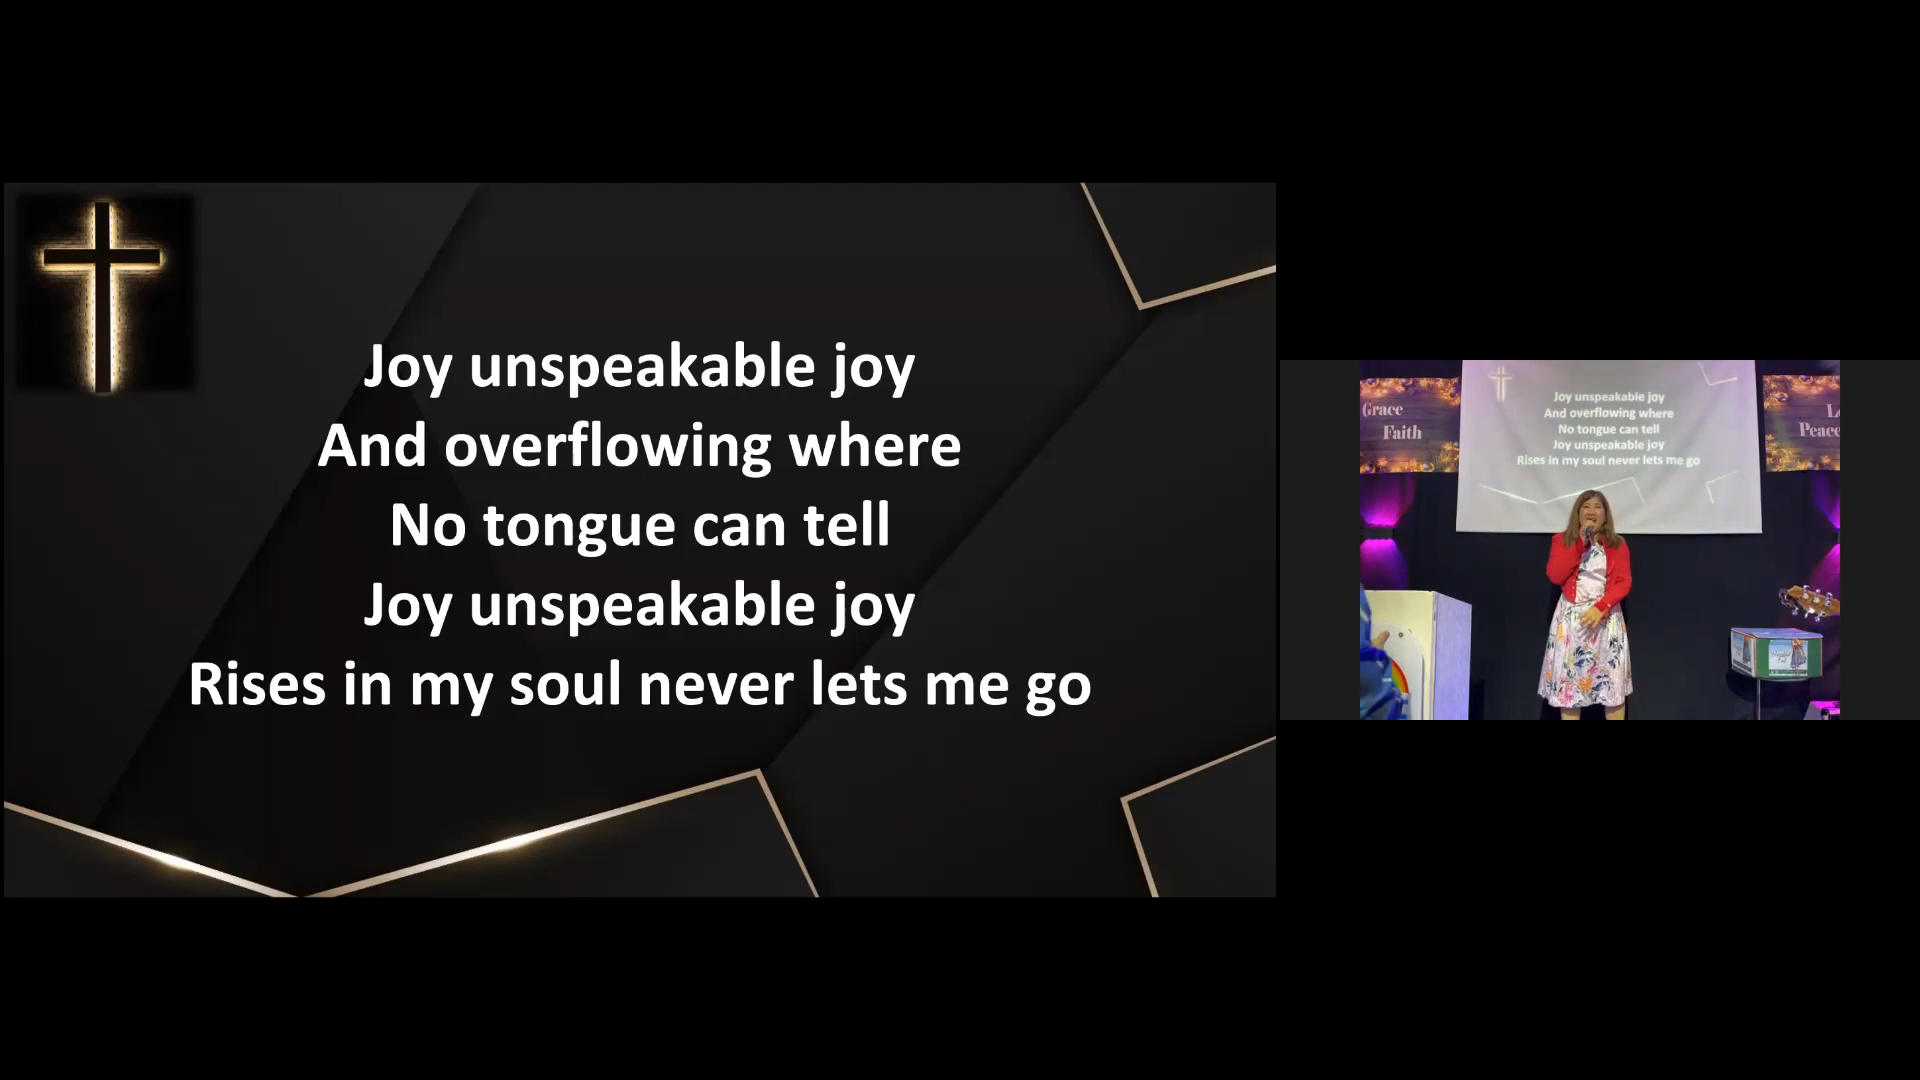 Joy unspeakable joy
And overflowing where
No tongue can tell
Joy unspeakable joy
Rises in my soul never lets me go
Grace
Faith
Joy unspeakable joy
And overflowing where
No tongue can tell
Joy unspeakable joy
Rises in my soul never lets me go
Peace